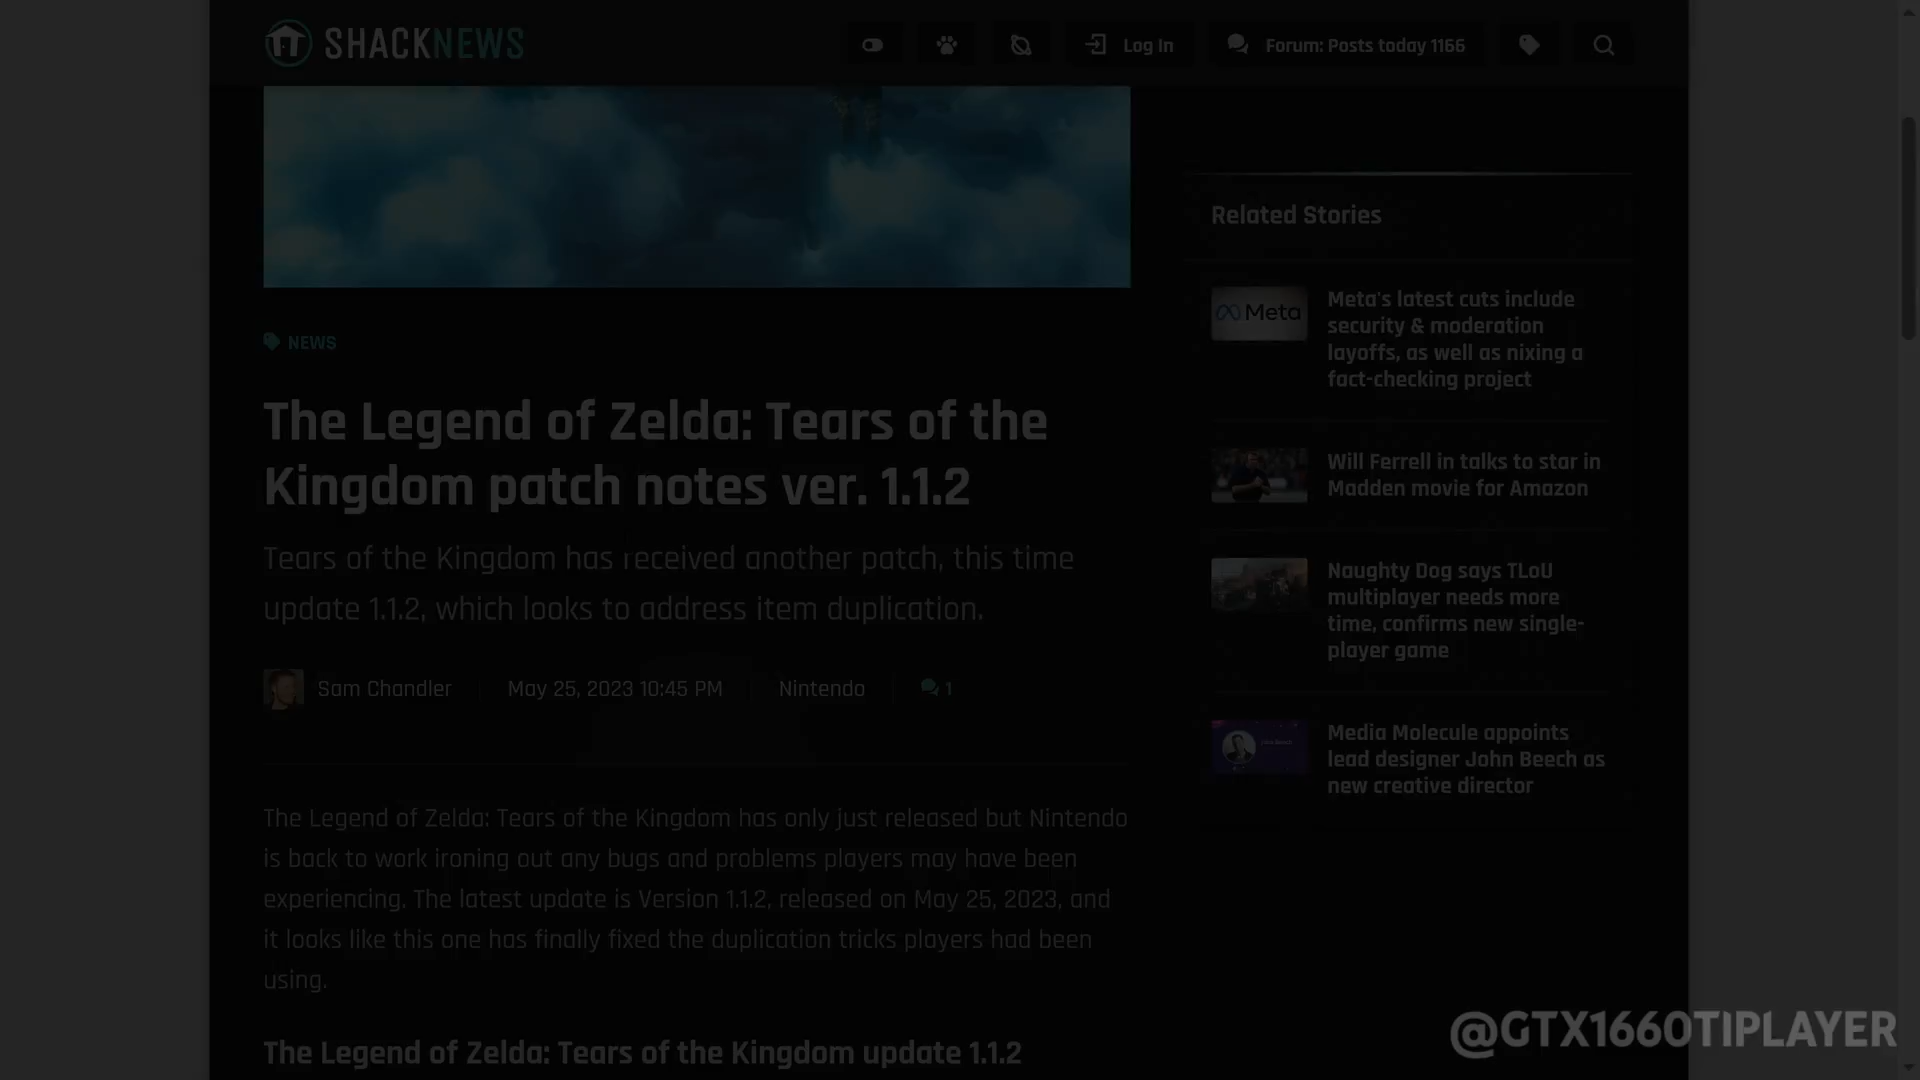 SHACKNEWS
Log In
Forum: Posts today 1166
NEWS
The Legend of Zelda: Tears of the
Kingdom patch notes ver. 1.1.2
Tears of the Kingdom has received another patch, this time
update 1.1.2, which looks to address item duplication.
Sam Chandler
May 25, 2023 10:45 PM
Nintendo
1
The Legend of Zelda: Tears of the Kingdom has only just released but Nintendo
is back to work ironing out any bugs and problems players may have been
experiencing. The latest update is Version 1.1.2, released on May 25, 2023, and
it looks like this one has finally fixed the duplication tricks players had been
using.
The Legend of Zelda: Tears of the Kingdom update 1.1.2
Related Stories
Meta
Meta's latest cuts include
security & moderation
layoffs, as well as nixing a
fact-checking project
Will Ferrell in talks to star in
Madden movie for Amazon
Naughty Dog says TLoU
multiplayer needs more
time, confirms new single-
player game
Media Molecule appoints
lead designer John Beech as
new creative director
@GTX1660TIPLAYER